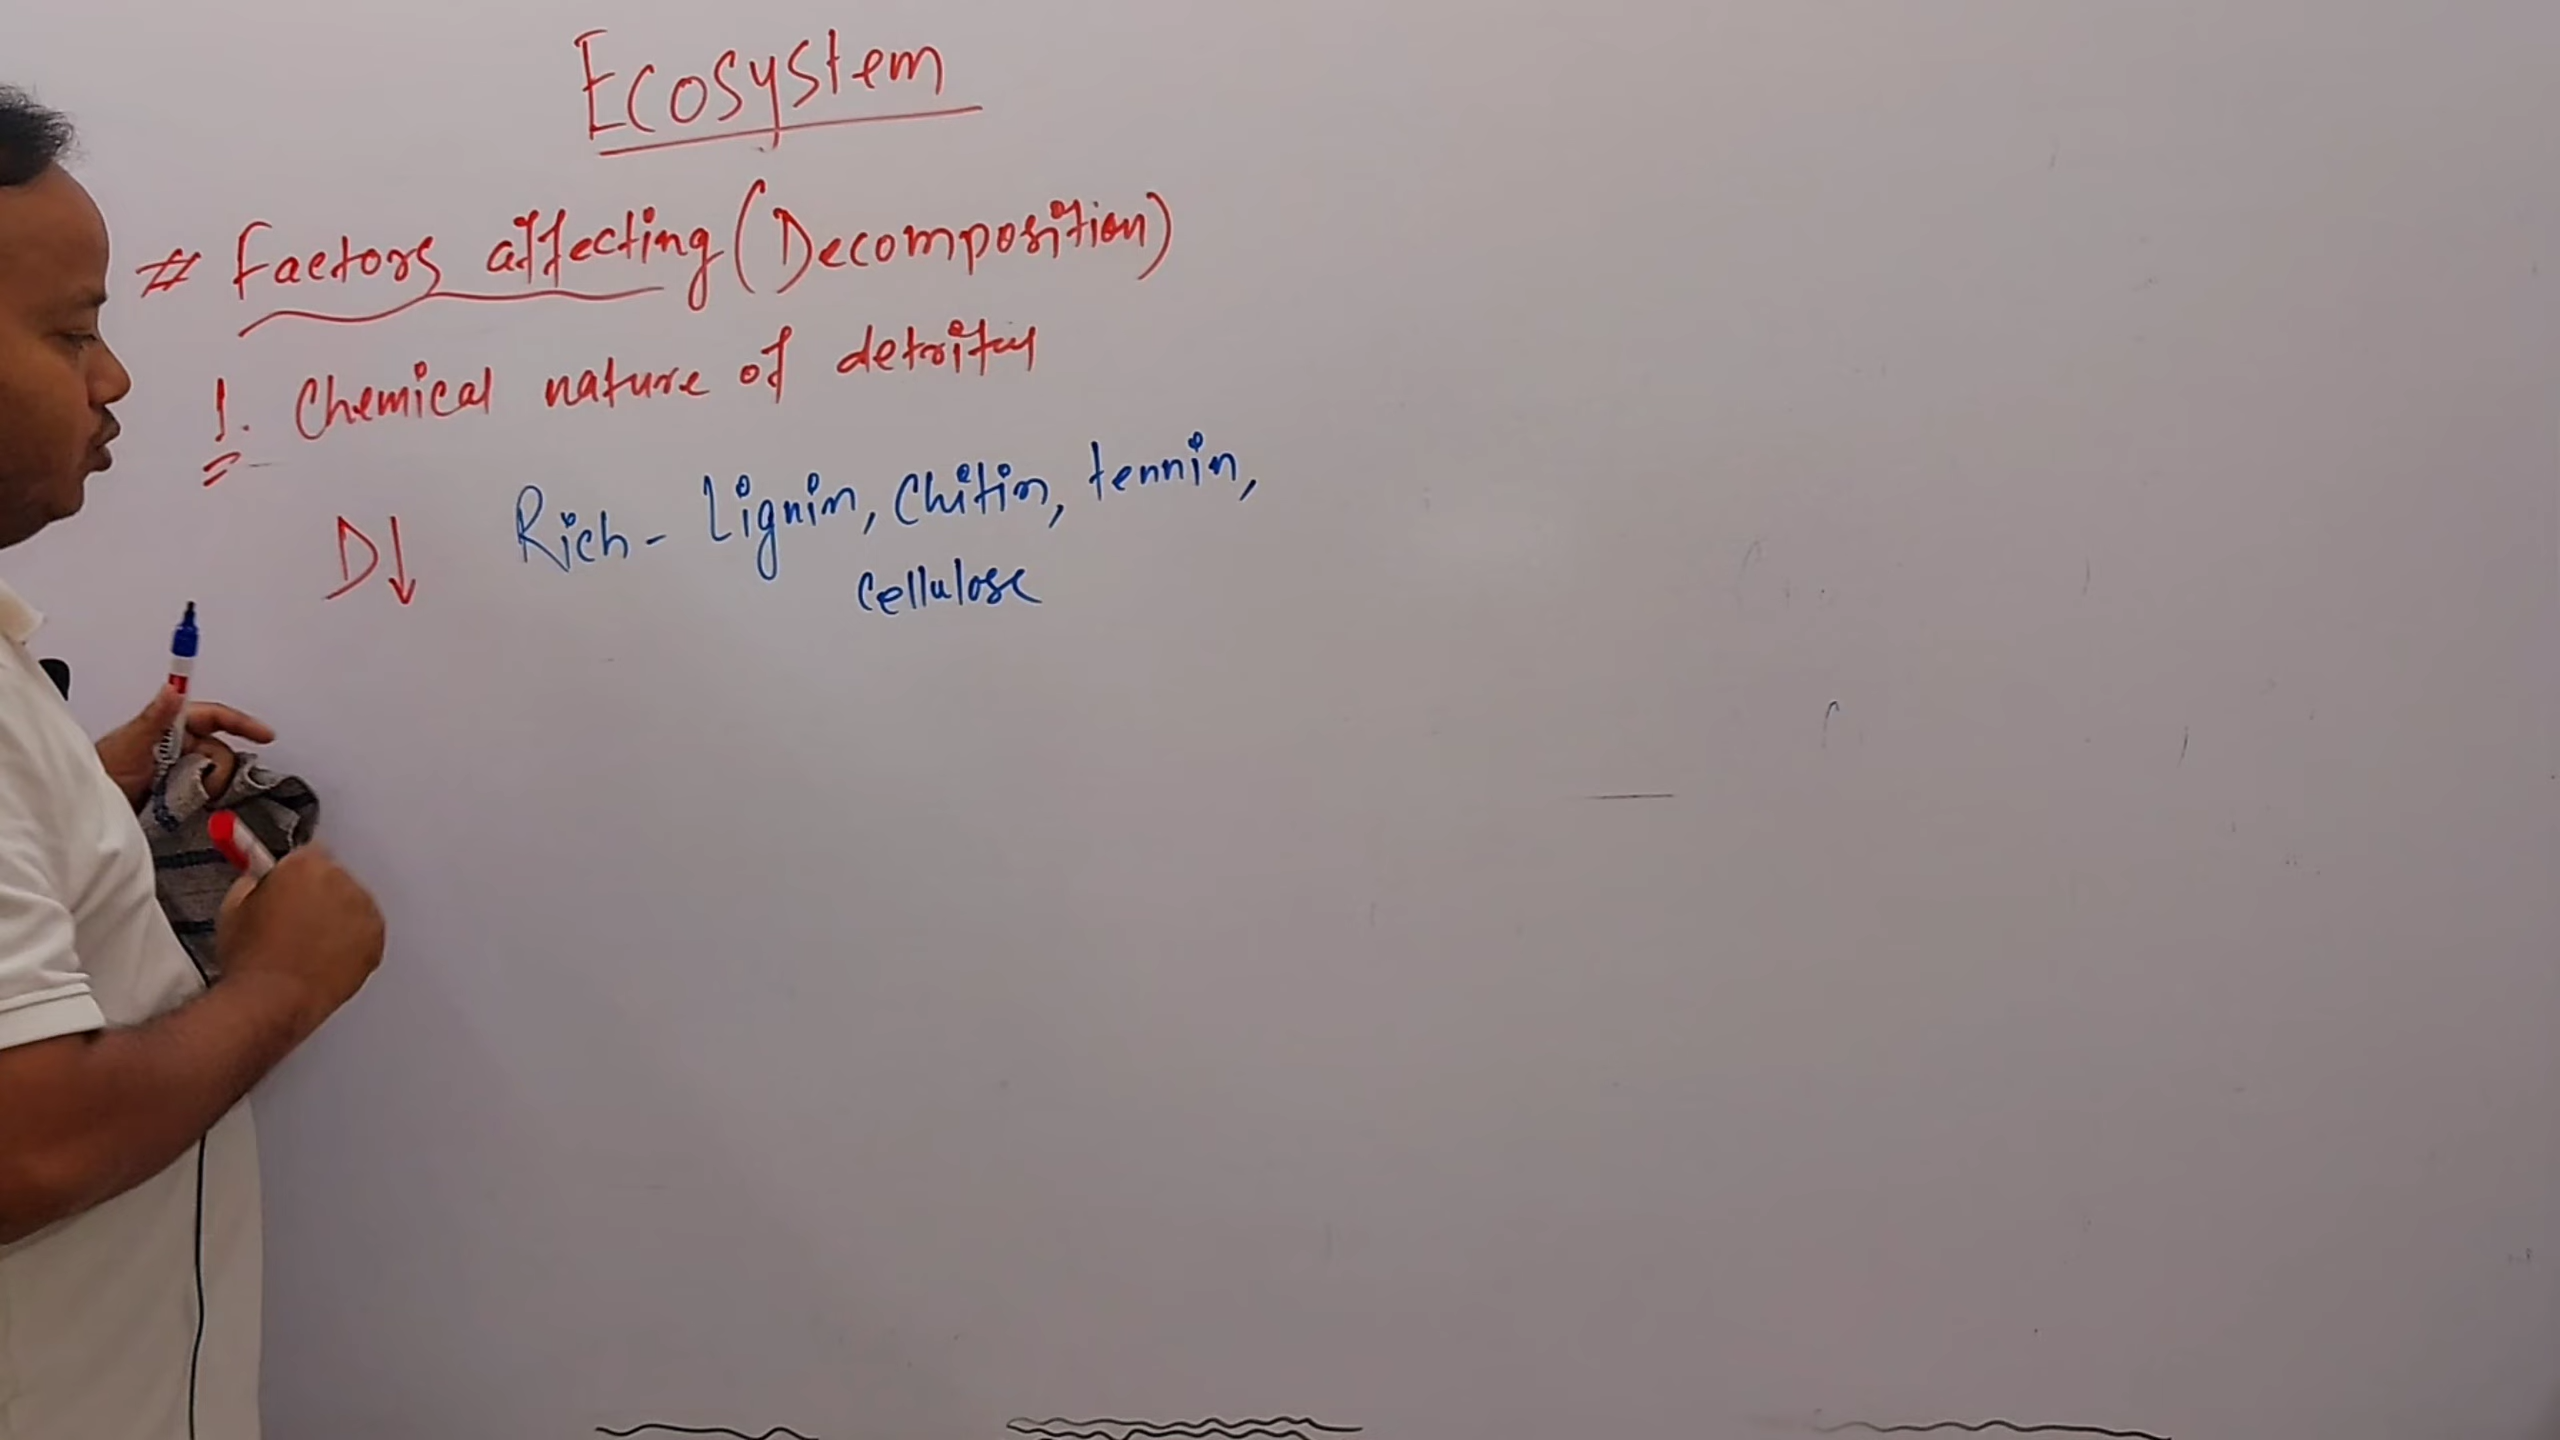 Ecosystem
# Factors affecting (Decomposition)
1. Chemical nature of detritus
D↓ Rich - Lignin, Chitin, tennin,
cellulose